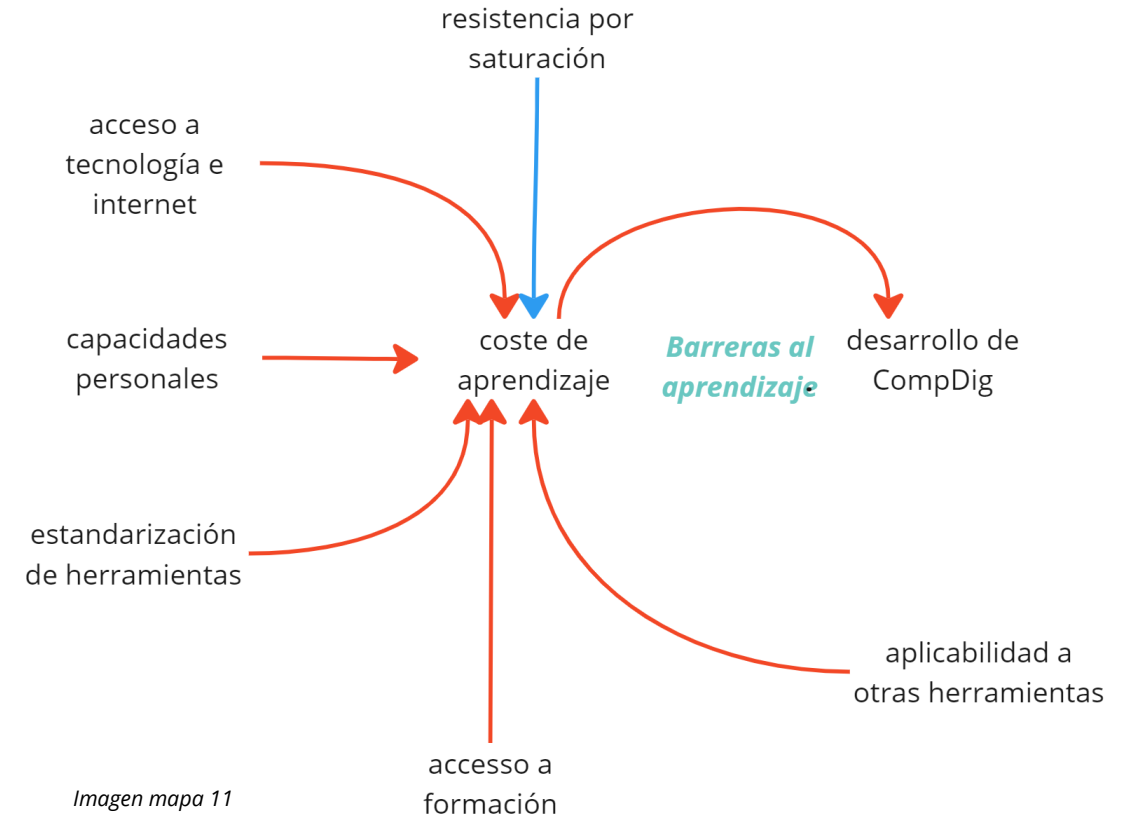 resistencia por
saturación
acceso a
tecnología e
internet
capacidades
personales
coste de
aprendizaje
Barreras al
aprendizaje
desarrollo de
CompDig
estandarización
de herramientas
aplicabilidad a
otras herramientas
accesso a
formación
Imagen mapa 11